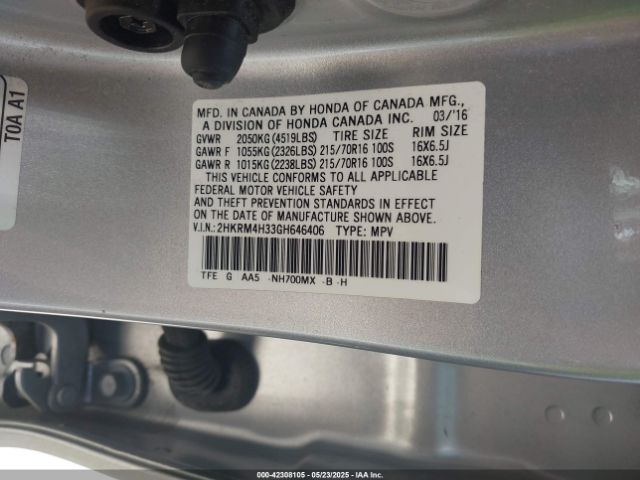 T0A A1
MFD. IN CANADA BY HONDA OF CANADA MFG.,
A DIVISION OF HONDA CANADA INC. 03/'16
GVWR 2050KG (4519LBS) TIRE SIZE RIM SIZE
GAWR F 1055KG (2326LBS) 215/70R16 100S 16X6.5J
GAWR R 1015KG (2238LBS) 215/70R16 100S 16X6.5J
THIS VEHICLE CONFORMS TO ALL APPLICABLE
FEDERAL MOTOR VEHICLE SAFETY
AND THEFT PREVENTION STANDARDS IN EFFECT
ON THE DATE OF MANUFACTURE SHOWN ABOVE.
V.I.N.: 2HKRM4H33GH646406 TYPE: MPV
TFE G AA5 -NH700MX -B -H
000-42308105 - 05/23/2025 - IAA Inc.